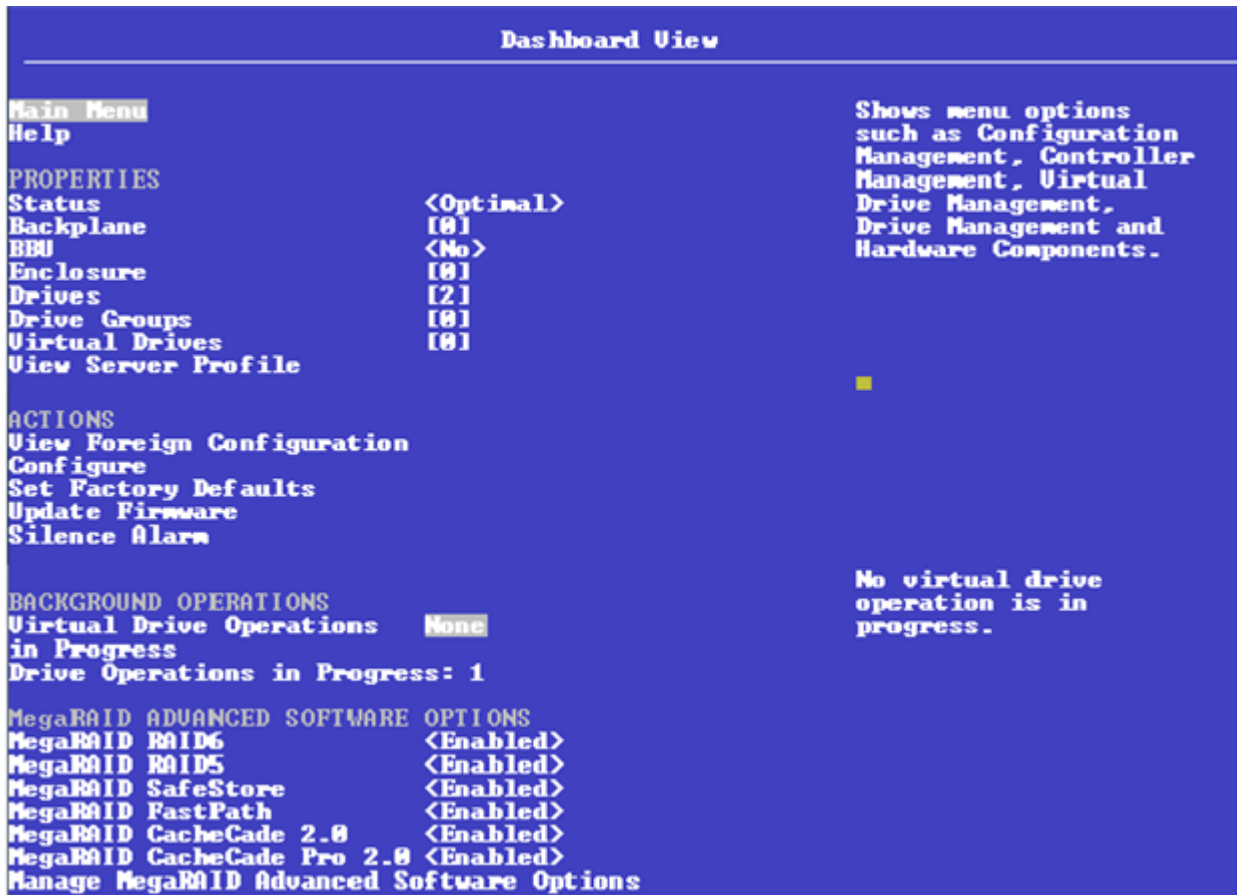 Dashboard View
Main Menu
Help
PROPERTIES
Status <Optimal>
Backplane [0]
BBU <No>
Enclosure [0]
Drives [2]
Drive Groups [0]
Virtual Drives [0]
View Server Profile
ACTIONS
View Foreign Configuration
Configure
Set Factory Defaults
Update Firmware
Silence Alarm
BACKGROUND OPERATIONS
Virtual Drive Operations None
in Progress
Drive Operations in Progress: 1
MegaRAID ADVANCED SOFTWARE OPTIONS
MegaRAID RAID6 <Enabled>
MegaRAID RAID5 <Enabled>
MegaRAID SafeStore <Enabled>
MegaRAID FastPath <Enabled>
MegaRAID CacheCade 2.0 <Enabled>
MegaRAID CacheCade Pro 2.0 <Enabled>
Manage MegaRAID Advanced Software Options
Shows menu options
such as Configuration
Management, Controller
Management, Virtual
Drive Management,
Drive Management and
Hardware Components.
No virtual drive
operation is in
progress.